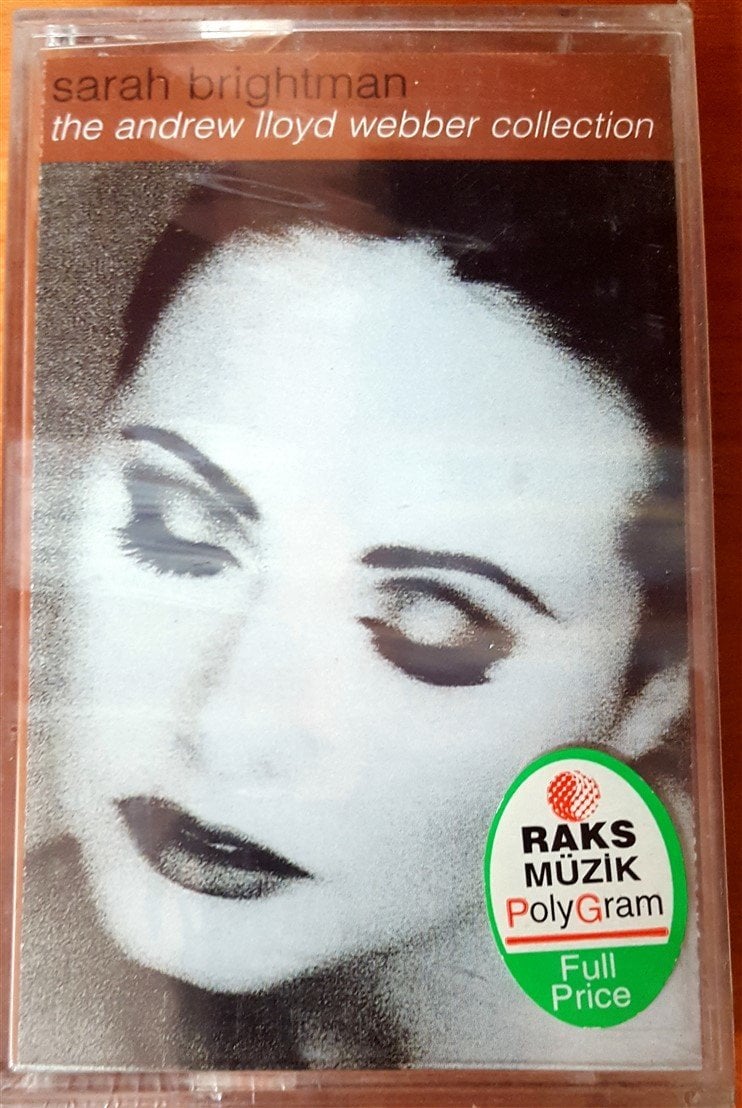 sarah brightman
the andrew lloyd webber collection
RAKS
MÜZİK
PolyGram
Full
Price